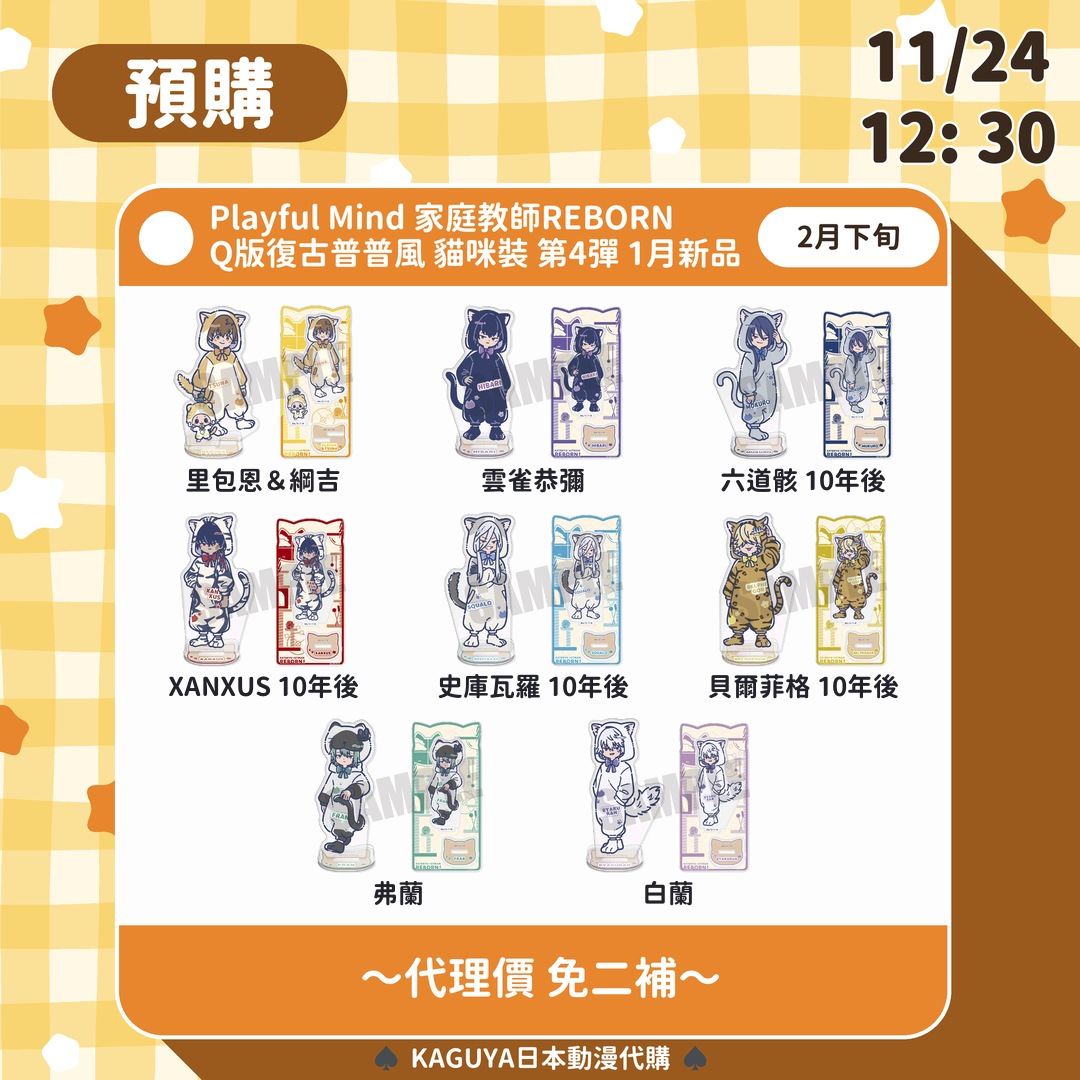 預購
11/24
12: 30
Playful Mind 家庭教師REBORN
Q版復古普普風 貓咪裝 第4彈 1月新品
2月下旬
里包恩＆綱吉
雲雀恭彌
六道骸 10年後
XANXUS 10年後
史庫瓦羅 10年後
貝爾菲格 10年後
弗蘭
白蘭
～代理價 免二補～
♠ KAGUYA日本動漫代購 ♠